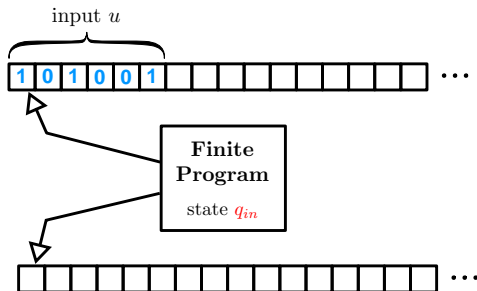 input u
1 0 1 0 0 1 ...
Finite
Program
state q_in
...